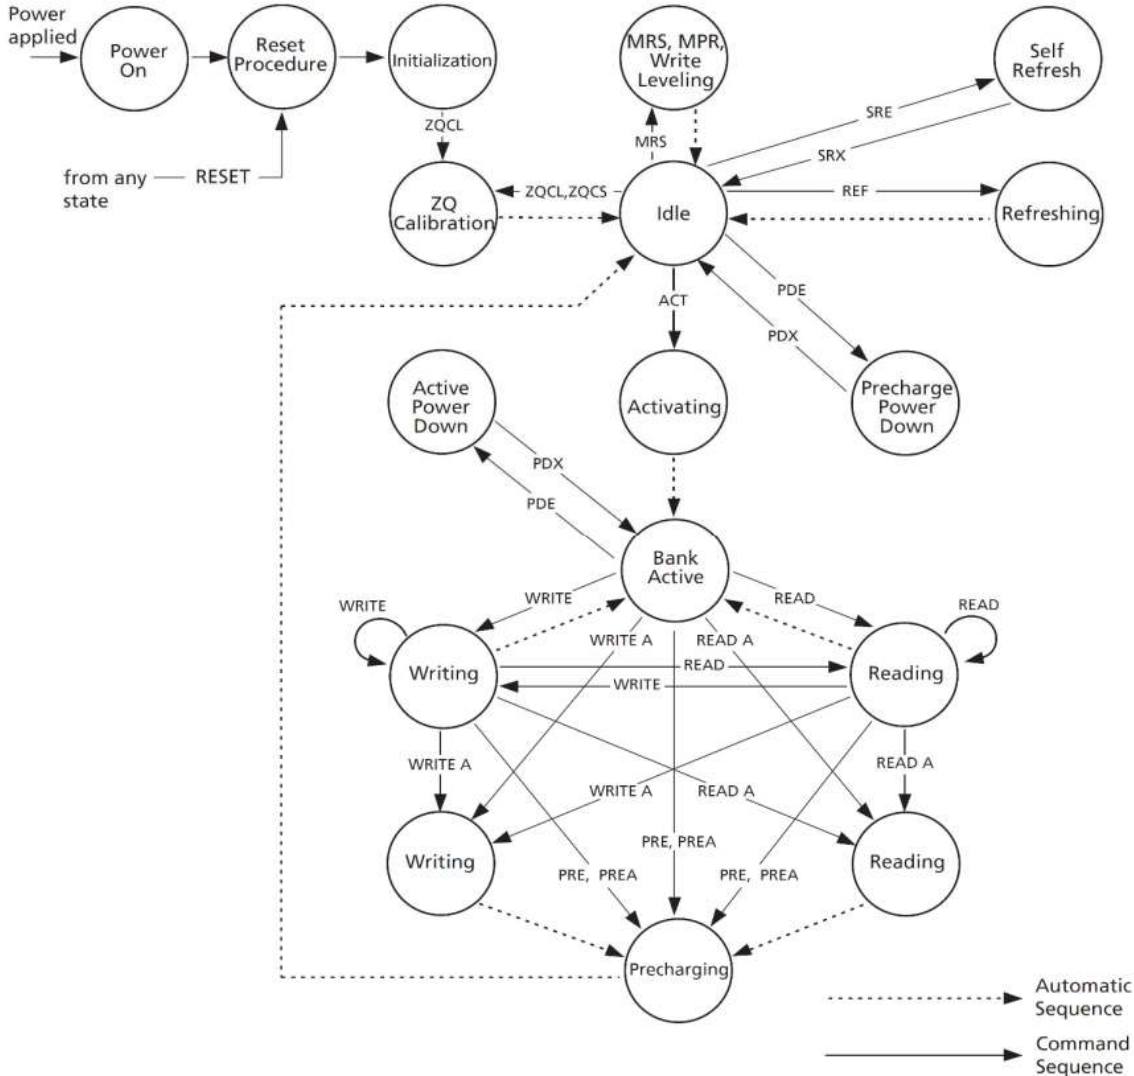 Power
applied
Power
On
Reset
Procedure
Initialization
MRS, MPR,
Write
Leveling
Self
Refresh
ZQCL
MRS
SRE
SRX
from any
state
RESET
ZQ
Calibration
ZQCL,ZQCS
Idle
REF
Refreshing
ACT
PDE
PDX
Active
Power
Down
Activating
Precharge
Power
Down
PDX
PDE
Bank
Active
WRITE
WRITE
READ
READ
WRITE A
READ A
Writing
READ
WRITE
Reading
WRITE A
READ A
WRITE A
READ A
Writing
PRE, PREA
Reading
PRE, PREA
PRE, PREA
Precharging
Automatic
Sequence
Command
Sequence